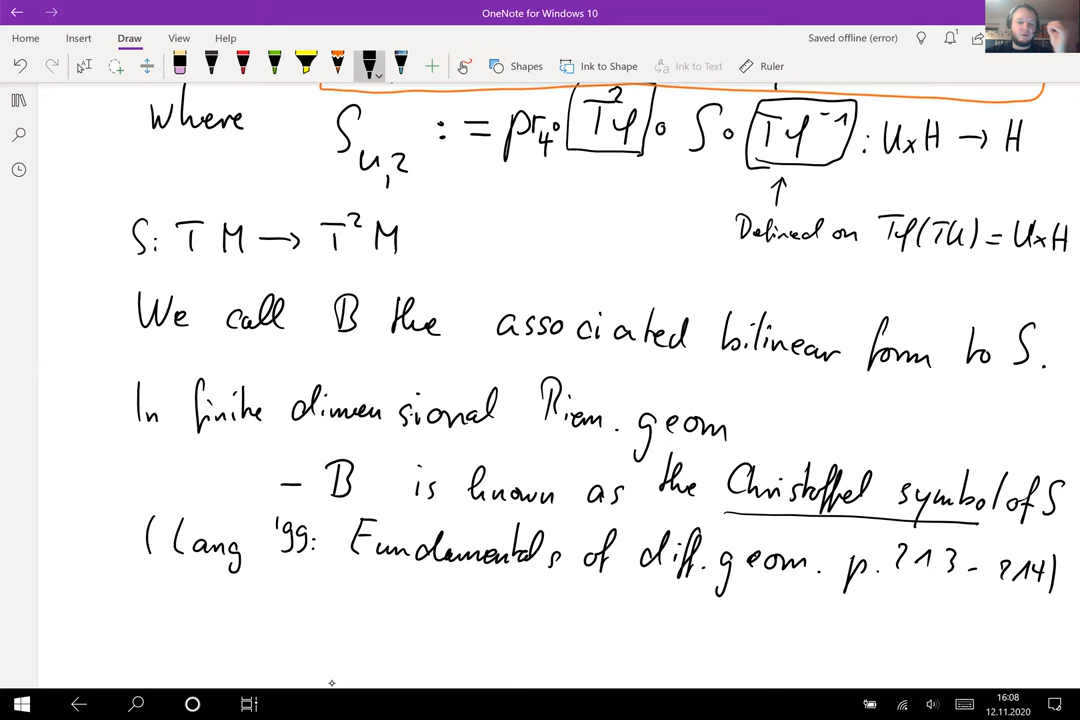 OneNote for Windows 10
Home Insert Draw View Help Saved offline (error)
Shapes Ink to Shape Ink to Text Ruler
where S_{U,2} := pr_4 ∘ T²φ ∘ S ∘ Tφ^{-1} : U×H → H
S: TM → T²M
↑
Defined on Tφ(TU) = U×H
We call B the associated bilinear form to S.
In finite dimensional Riem. geom
- B is known as the Christoffel symbol of S
(Lang '99: Fundamentals of diff. geom. p. 213 - 214)
16:08
12.11.2020